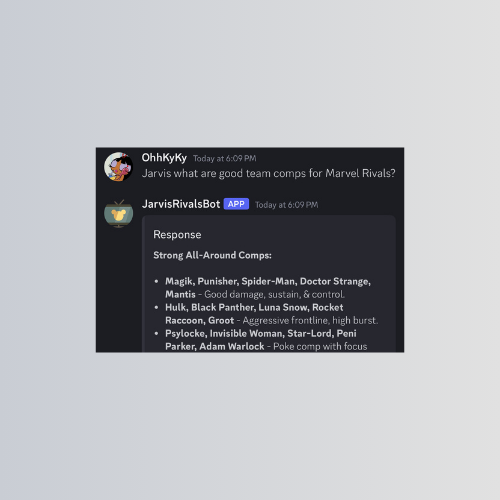 OhhKyKy Today at 6:09 PM
Jarvis what are good team comps for Marvel Rivals?
JarvisRivalsBot APP Today at 6:09 PM
Response
Strong All-Around Comps:
• Magik, Punisher, Spider-Man, Doctor Strange,
Mantis - Good damage, sustain, & control.
• Hulk, Black Panther, Luna Snow, Rocket
Raccoon, Groot - Aggressive frontline, high burst.
• Psylocke, Invisible Woman, Star-Lord, Peni
Parker, Adam Warlock - Poke comp with focus